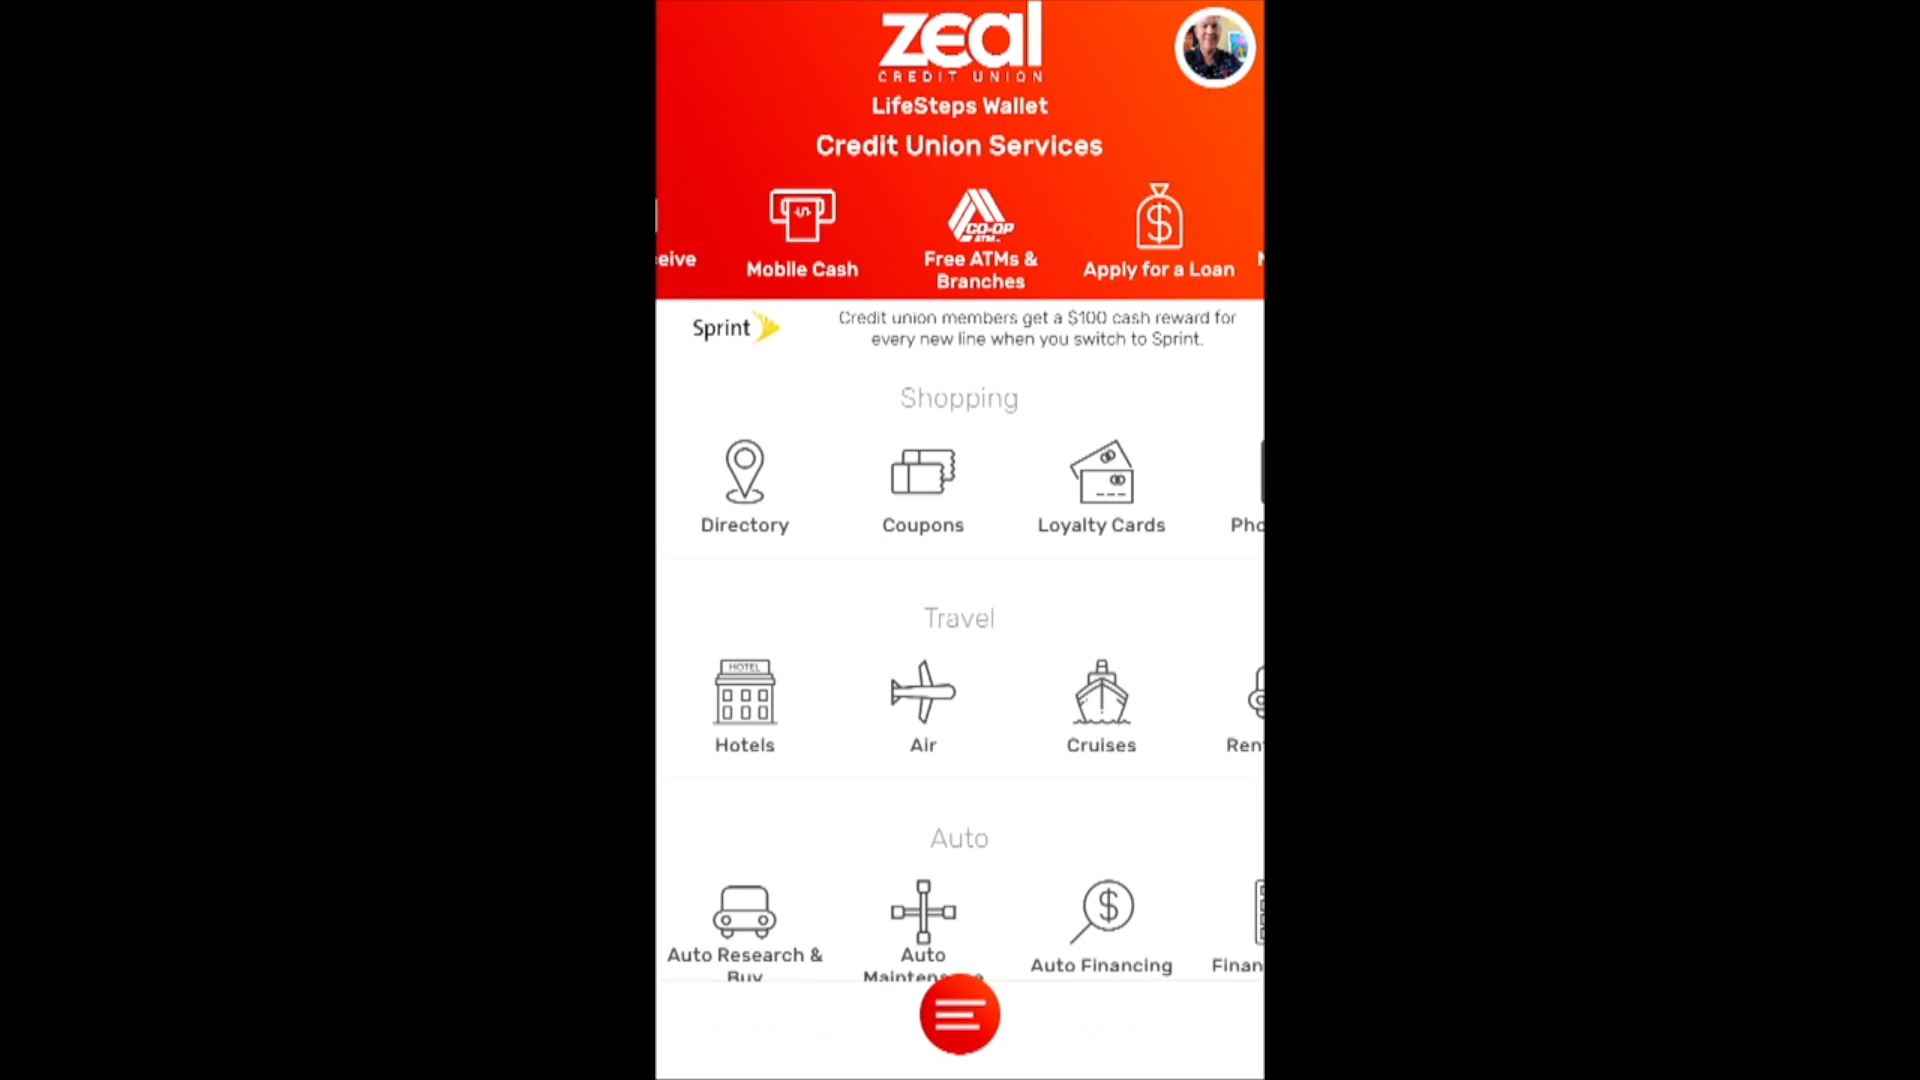 zeal
CREDIT UNION
LifeSteps Wallet
Credit Union Services
eive
Mobile Cash
CO-OP
ATM
Free ATMs &
Branches
Apply for a Loan
Sprint
Credit union members get a $100 cash reward for
every new line when you switch to Sprint.
Shopping
Directory
Coupons
Loyalty Cards
Pho
Travel
HOTEL
Hotels
Air
Cruises
Ren
Auto
Auto Research &
Buy
Auto
Maintenance
Auto Financing
Finan